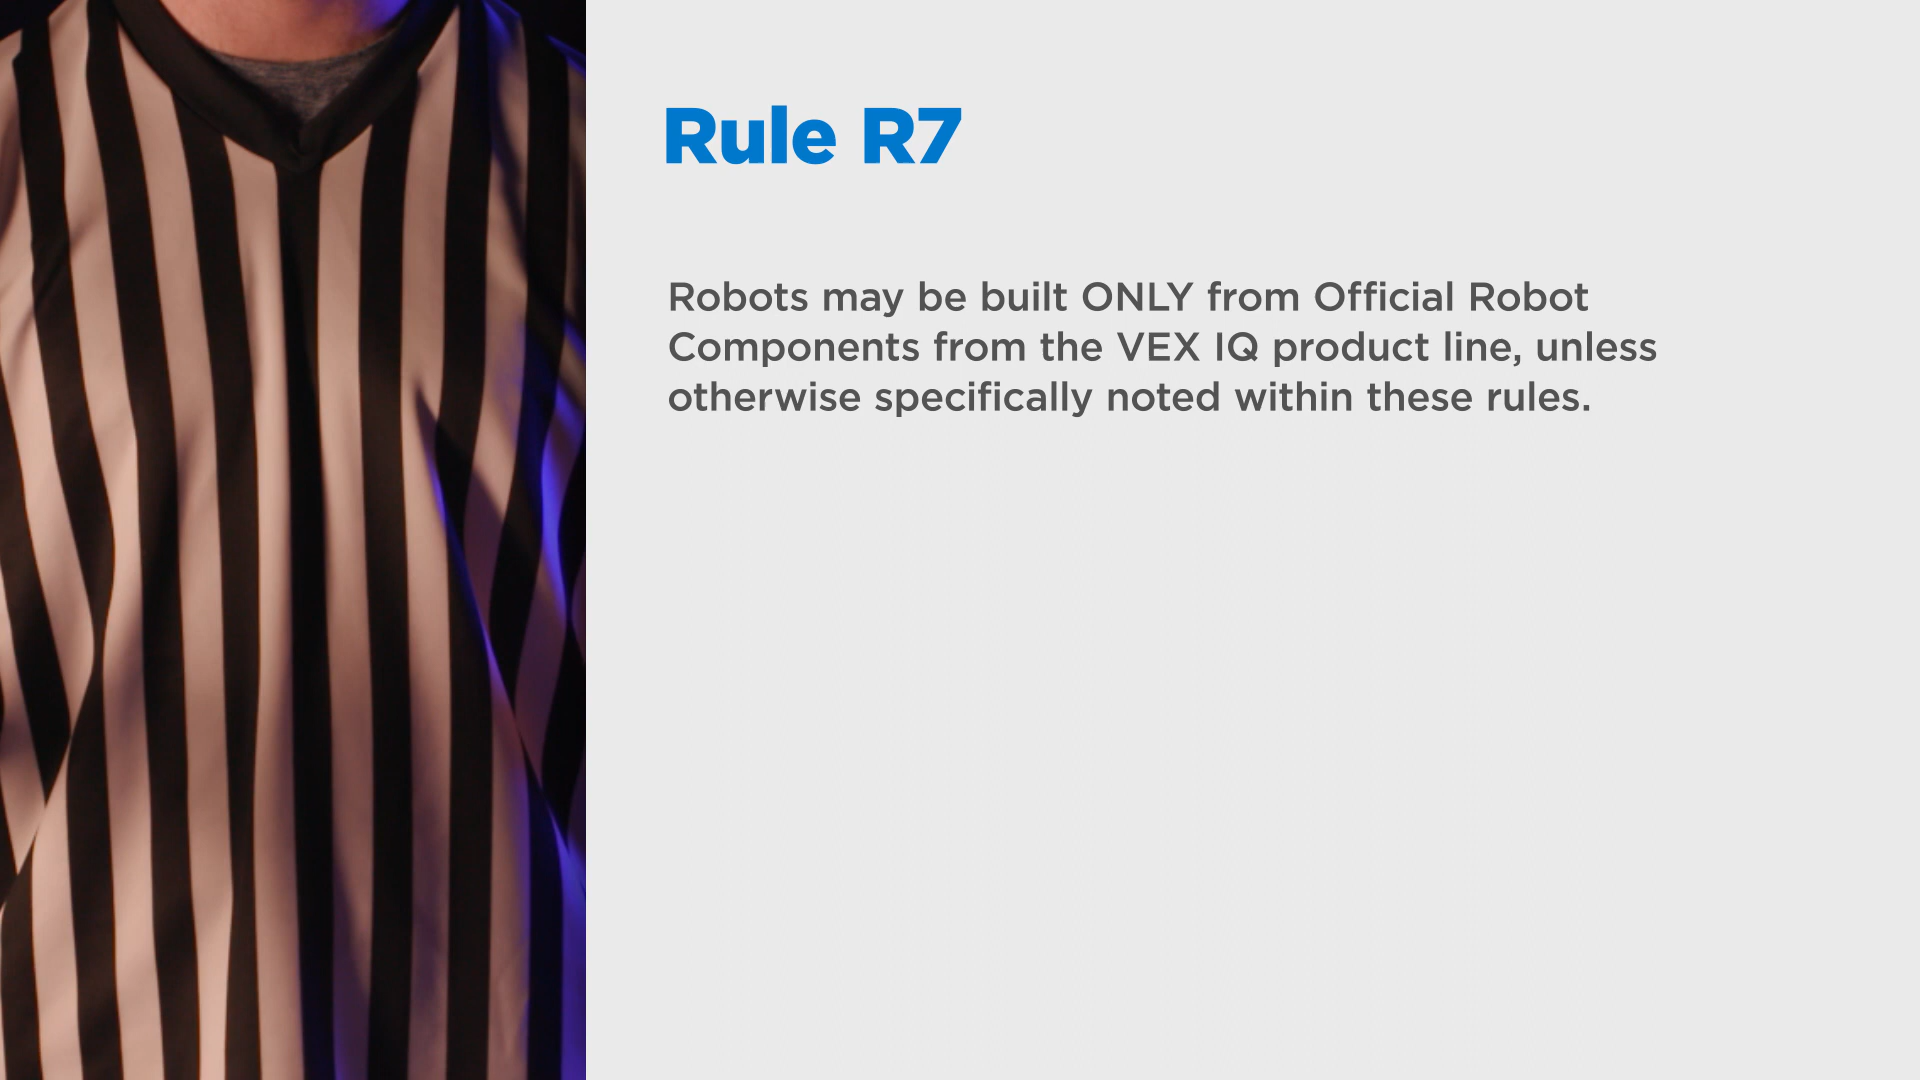 Rule R7
Robots may be built ONLY from Official Robot
Components from the VEX IQ product line, unless
otherwise specifically noted within these rules.